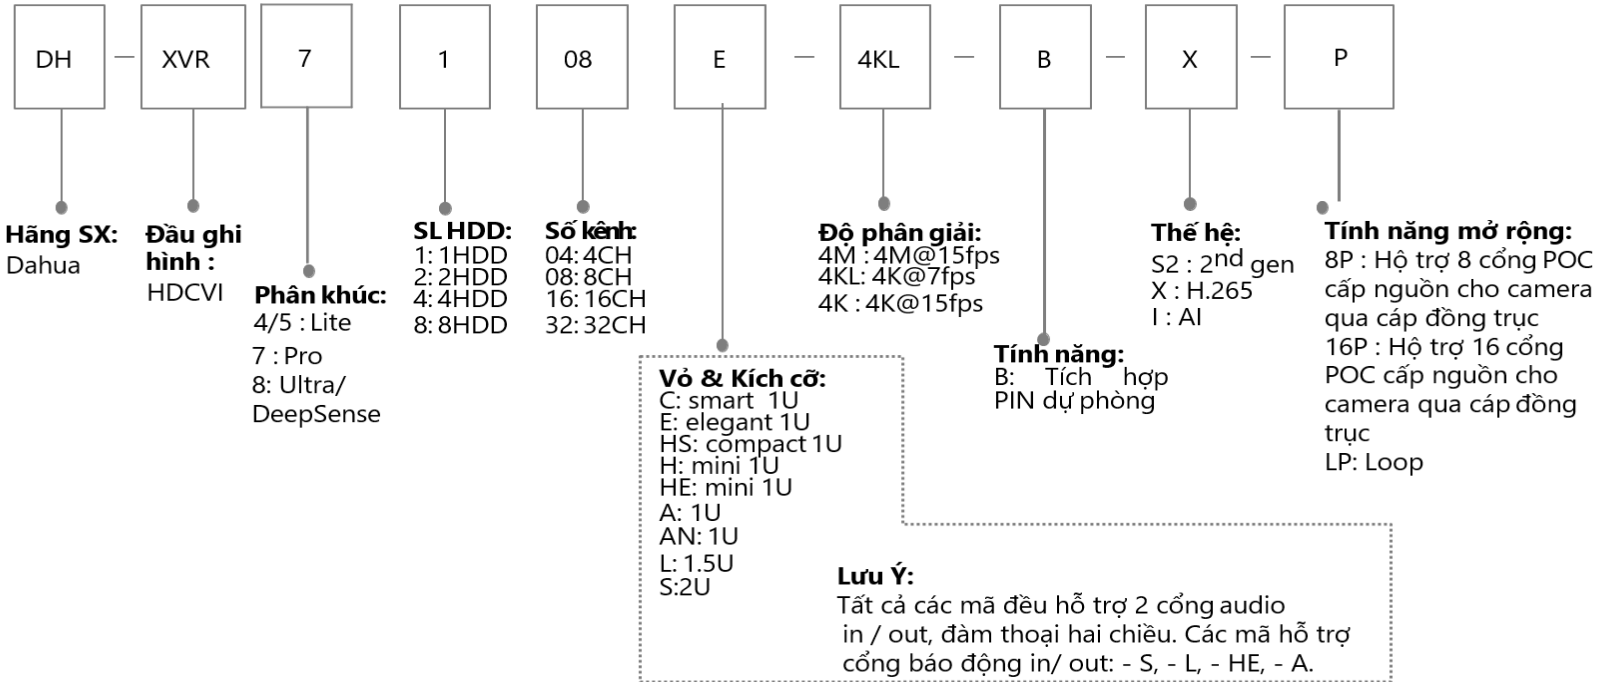 DH – XVR 7 1 08 E – 4KL – B – X – P
Hãng SX:
Dahua
Đầu ghi
hình :
HDCVI
Phân khúc:
4/5 : Lite
7 : Pro
8: Ultra/
DeepSense
SL HDD:
1: 1HDD
2: 2HDD
4: 4HDD
8: 8HDD
Số kênh:
04: 4CH
08: 8CH
16: 16CH
32: 32CH
Vỏ & Kích cỡ:
C: smart 1U
E: elegant 1U
HS: compact 1U
H: mini 1U
HE: mini 1U
A: 1U
AN: 1U
L: 1.5U
S:2U
Độ phân giải:
4M : 4M@15fps
4KL: 4K@7fps
4K : 4K@15fps
Tính năng:
B: Tích hợp
PIN dự phòng
Thế hệ:
S2 : 2nd gen
X : H.265
I : AI
Tính năng mở rộng:
8P : Hộ trợ 8 cổng POC
cấp nguồn cho camera
qua cáp đồng trục
16P : Hộ trợ 16 cổng
POC cấp nguồn cho
camera qua cáp đồng
trục
LP: Loop
Lưu Ý:
Tất cả các mã đều hỗ trợ 2 cổng audio
in / out, đàm thoại hai chiều. Các mã hỗ trợ
cổng báo động in/ out: - S, - L, - HE, - A.